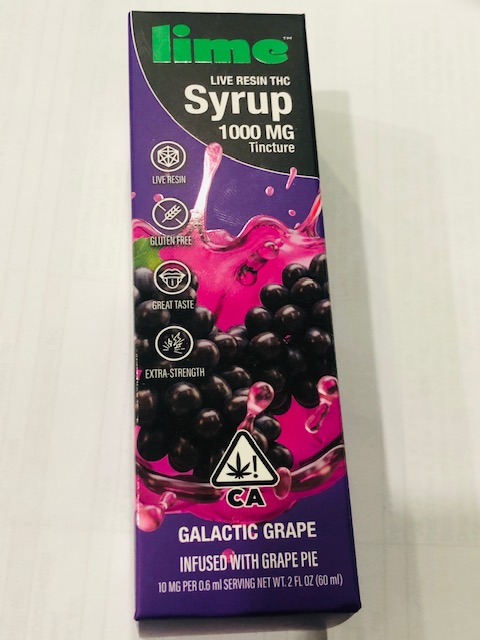 lime™
LIVE RESIN THC
Syrup
1000 MG
Tincture
LIVE RESIN
GLUTEN FREE
GREAT TASTE
EXTRA-STRENGTH
!
CA
GALACTIC GRAPE
INFUSED WITH GRAPE PIE
10 MG PER 0.6 ml SERVING NET WT. 2 FL OZ (60 ml)